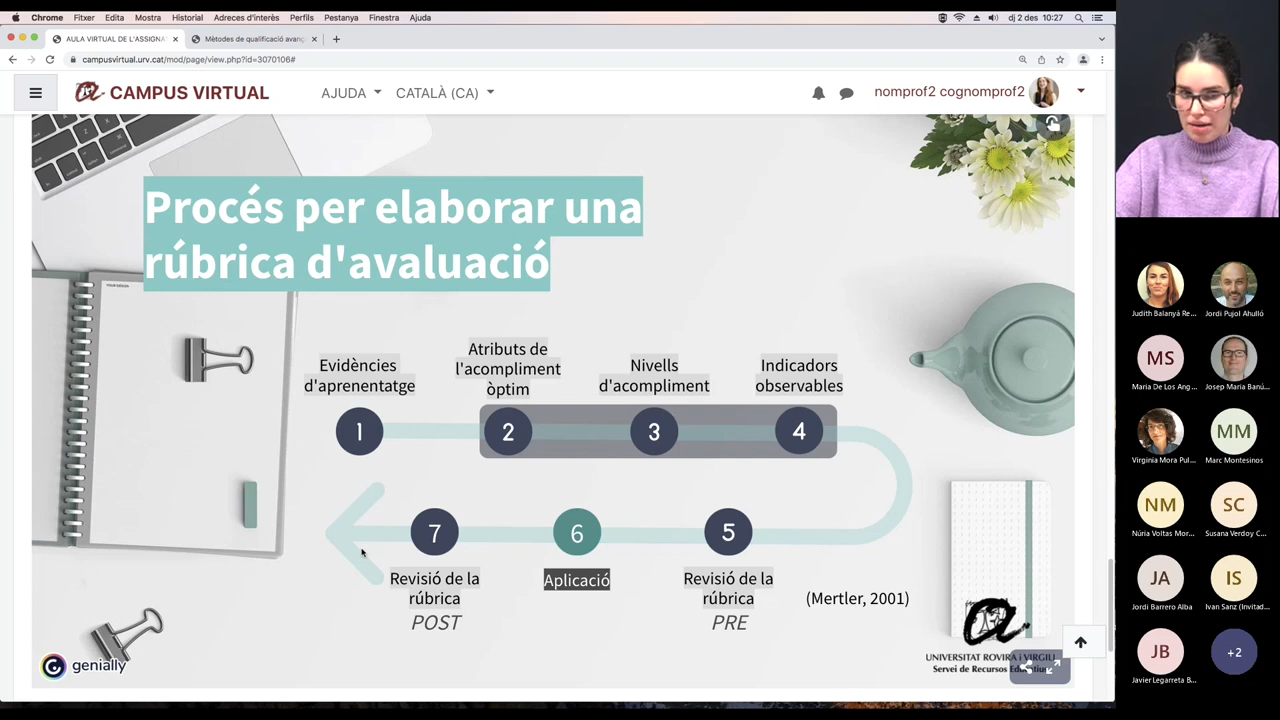 Chrome Fitxer Edita Mostra Historial Adreces d'interès Perfils Pestanya Finestra Ajuda
dj 2 des 10:27
AULA VIRTUAL DE L'ASSIGNA
Mètodes de qualificació avanç
campusvirtual.urv.cat/mod/page/view.php?id=3070106#
CAMPUS VIRTUAL
AJUDA
CATALÀ (CA)
nomprof2 cognomprof2
YOUR DESIGN
Procés per elaborar una
rúbrica d'avaluació
Evidències
d'aprenentatge
Atributs de
l'acompliment
òptim
Nivells
d'acompliment
Indicadors
observables
1
2
3
4
7
6
5
Revisió de la
rúbrica
POST
Aplicació
Revisió de la
rúbrica
PRE
(Mertler, 2001)
genially
UNIVERSITAT ROVIRA i VIRGILI
Servei de Recursos
Judith Balanyà Re...
Jordi Pujol Ahulló
MS
Maria De Los Ang...
Josep Maria Banú...
Virginia Mora Pul...
MM
Marc Montesinos
NM
Núria Voltas Mor...
SC
Susana Verdoy C...
JA
Jordi Barrero Alba
IS
Ivan Sanz (Invitad...
JB
Javier Legarreta B...
+2